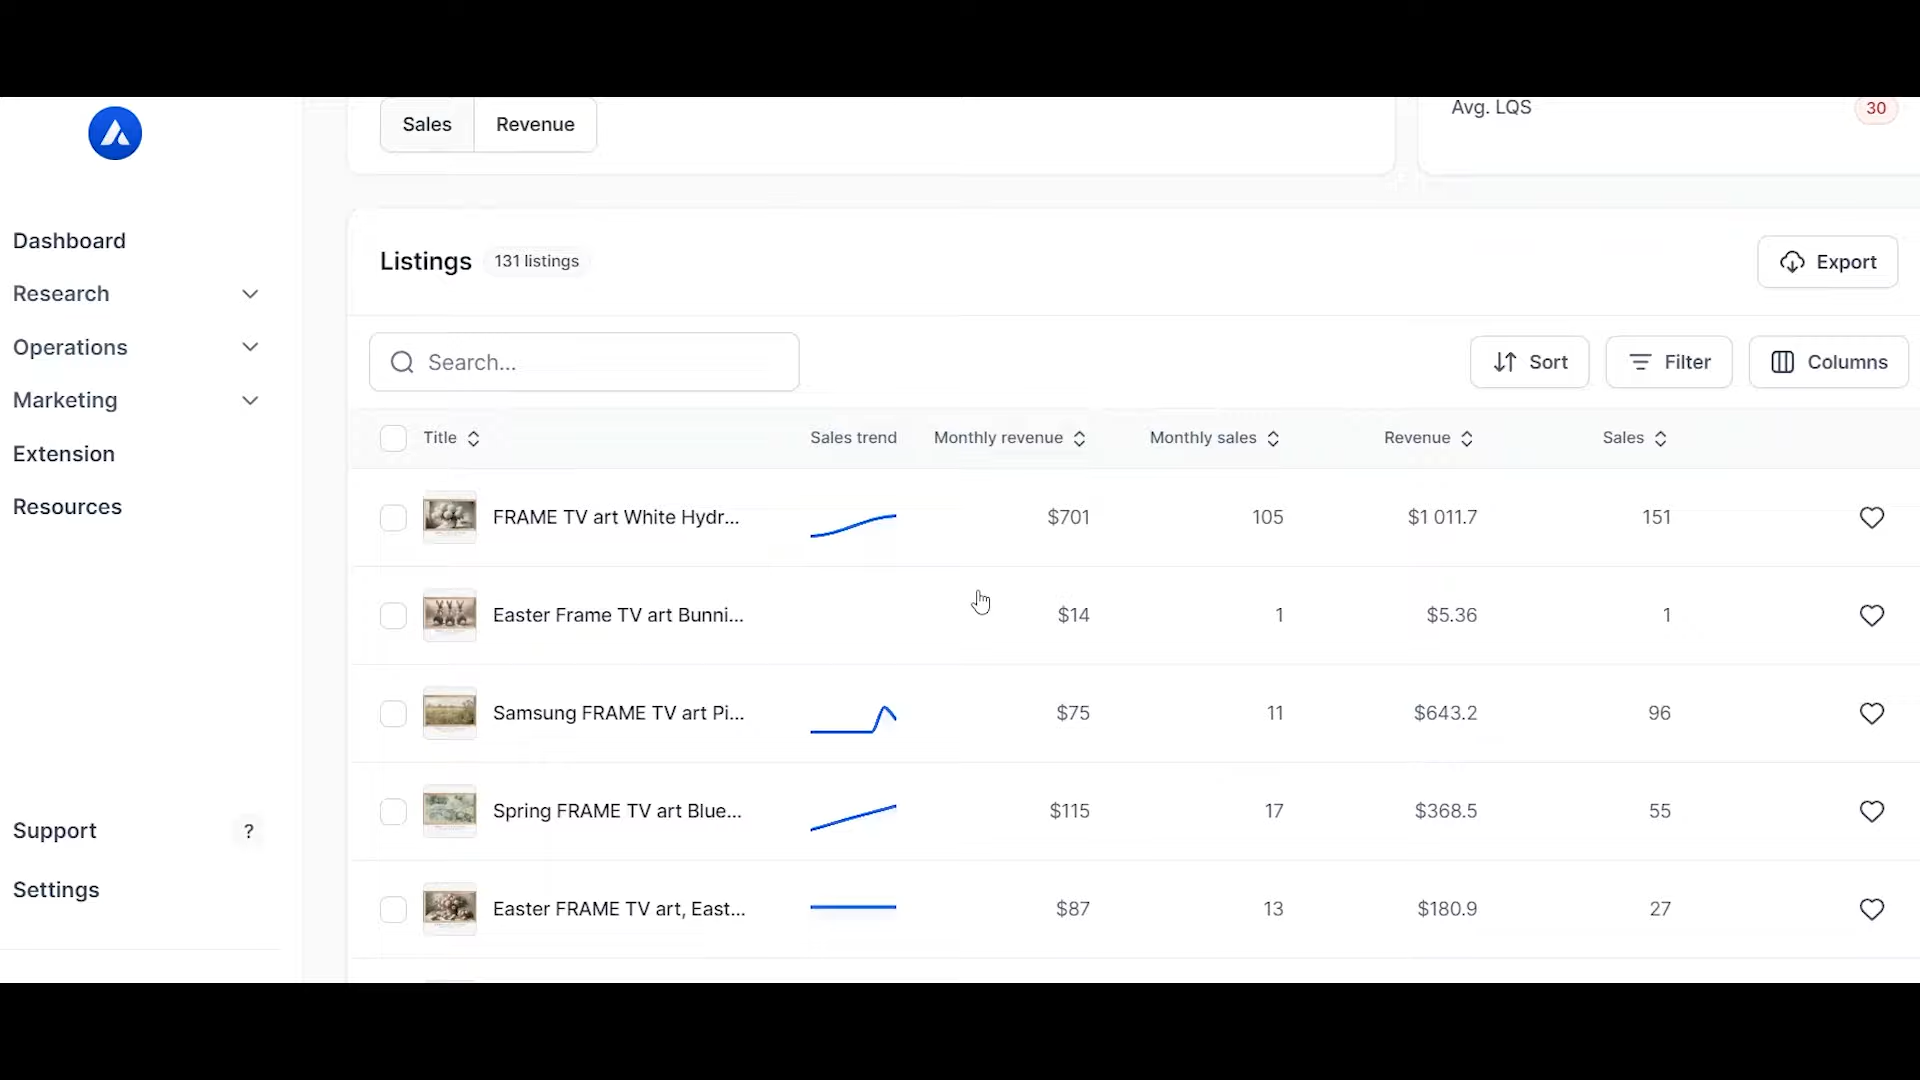 Sales Revenue
Avg. LQS 30
Dashboard
Research
Operations
Marketing
Extension
Resources
Support ?
Settings
Listings 131 listings
Export
Search...
Sort Filter Columns
Title Sales trend Monthly revenue Monthly sales Revenue Sales
FRAME TV art White Hydr... $701 105 $1 011.7 151
Easter Frame TV art Bunni... $14 1 $5.36 1
Samsung FRAME TV art Pi... $75 11 $643.2 96
Spring FRAME TV art Blue... $115 17 $368.5 55
Easter FRAME TV art, East... $87 13 $180.9 27